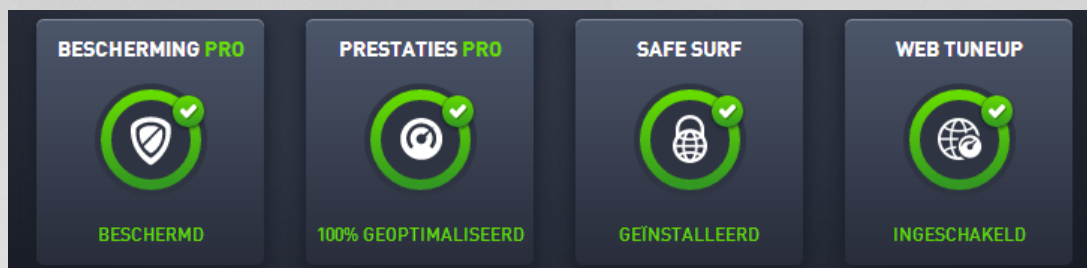 BESCHERMING PRO
PRESTATIES PRO
SAFE SURF
WEB TUNEUP
BESCHERMD
100% GEOPTIMALISEERD
GEÏNSTALLEERD
INGESCHAKELD